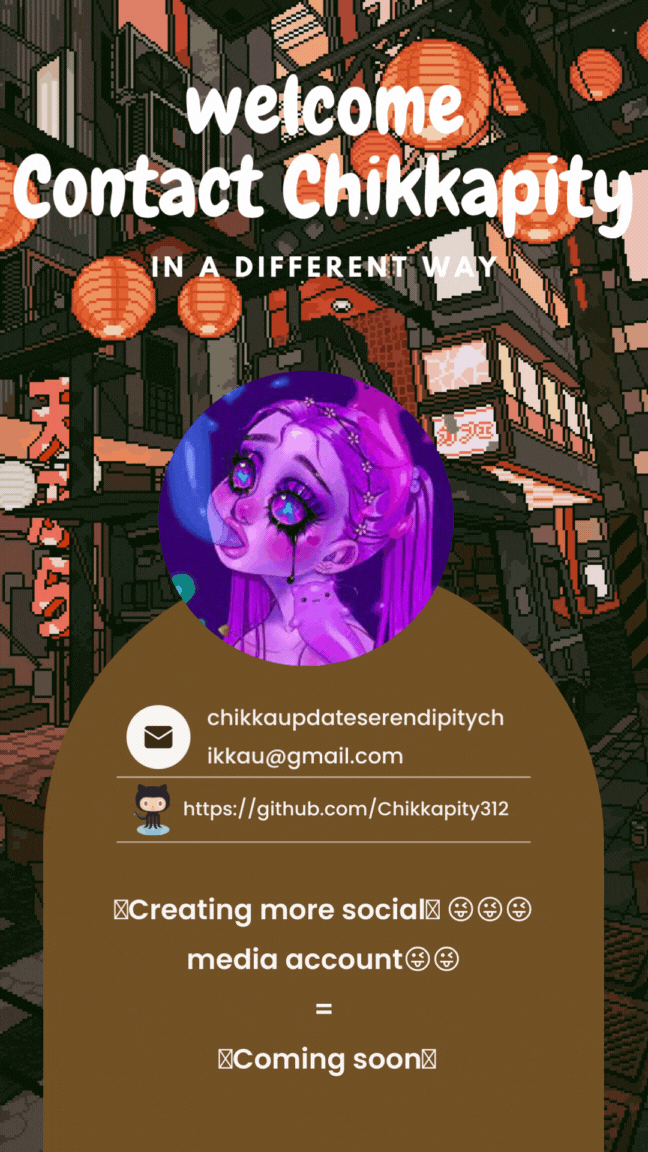 welcome
Contact Chikkapity
IN A DIFFERENT WAY
chikkaupdateserendipitych
ikkau@gmail.com
https://github.com/Chikkapity312
Creating more social 😜😜😜
media account😜😜
=
Coming soon